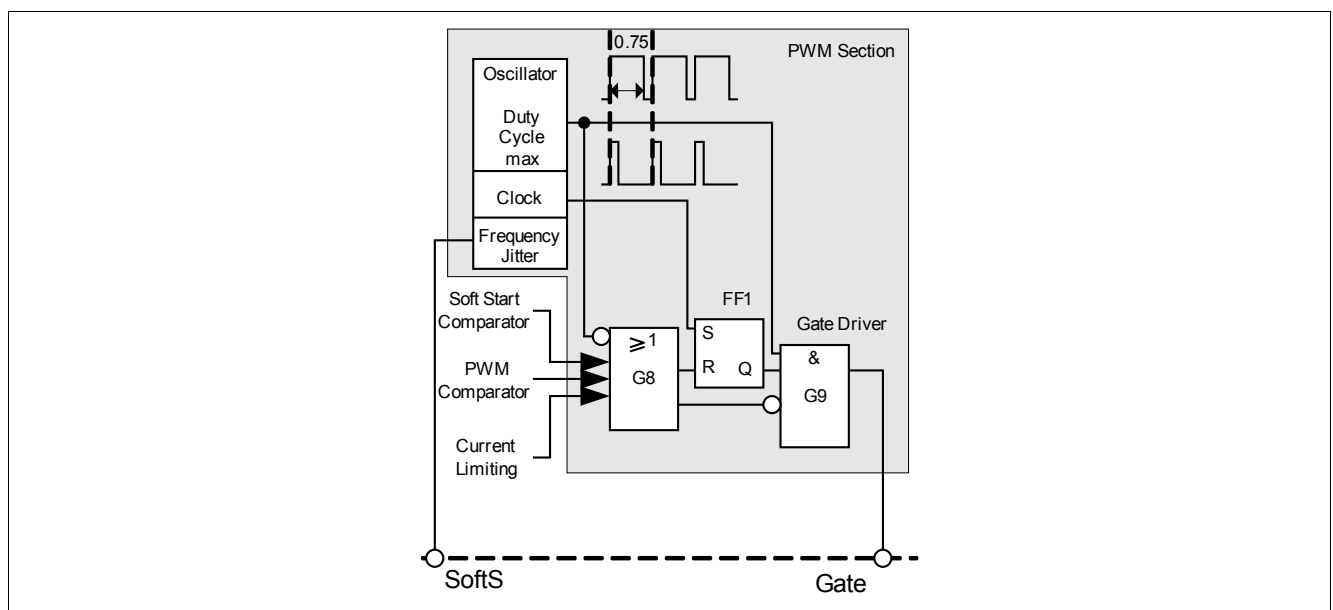 0.75
PWM Section
Oscillator
Duty
Cycle
max
Clock
Frequency
Jitter
Soft Start
Comparator
PWM
Comparator
Current
Limiting
≥1
G8
FF1
S
R
Q
Gate Driver
&
G9
SoftS
Gate